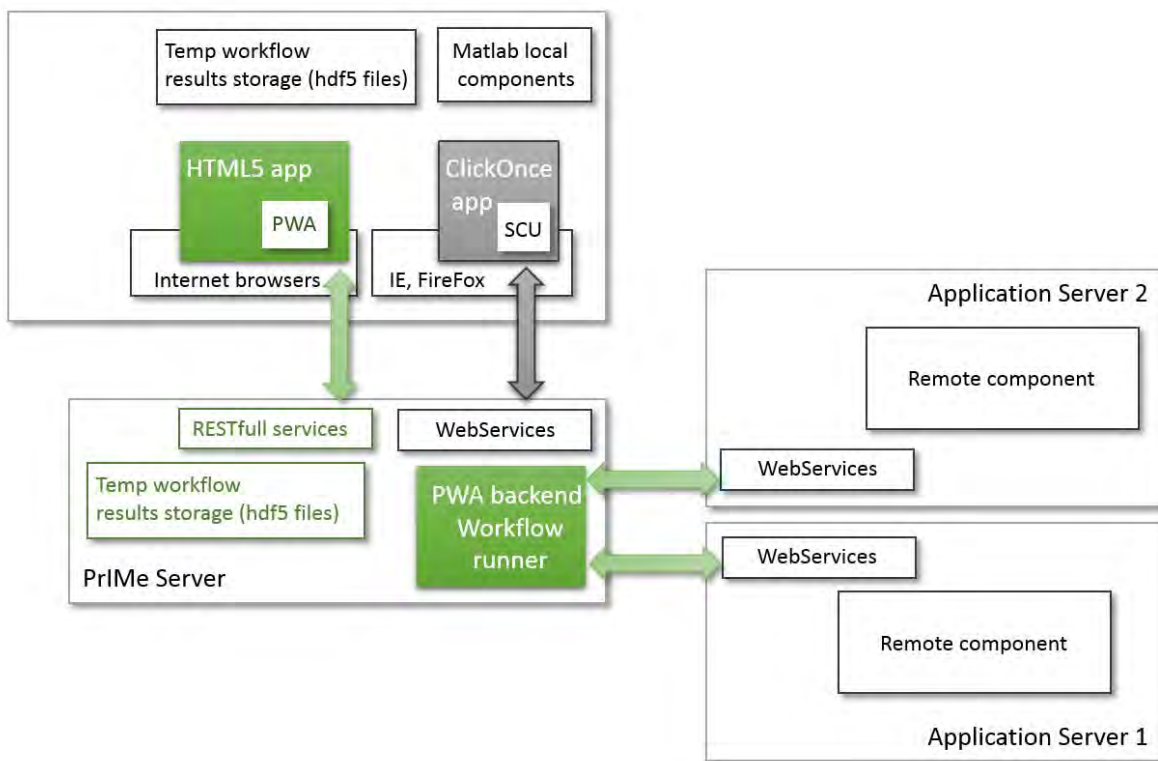 Temp workflow
results storage (hdf5 files)
Matlab local
components
HTML5 app
PWA
Internet browsers
ClickOnce
app
SCU
IE, FireFox
RESTfull services
WebServices
Temp workflow
results storage (hdf5 files)
PWA backend
Workflow
runner
PrIMe Server
Application Server 2
Remote component
WebServices
WebServices
Remote component
Application Server 1